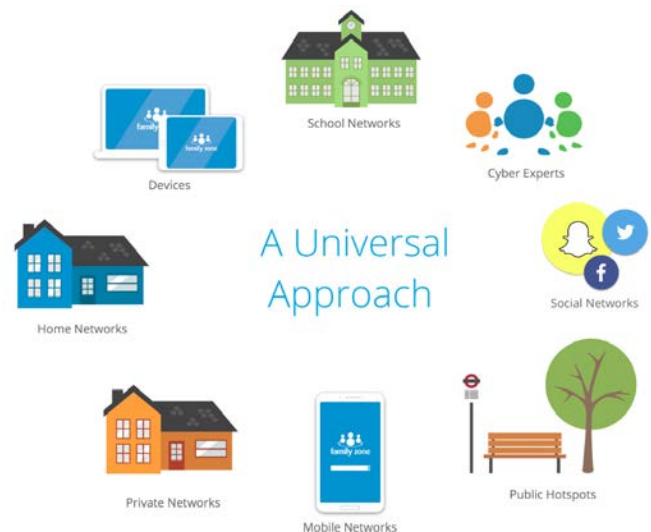 School Networks
family zone
family zone
Devices
Cyber Experts
A Universal
Approach
Home Networks
Social Networks
family zone
Private Networks
Mobile Networks
Public Hotspots